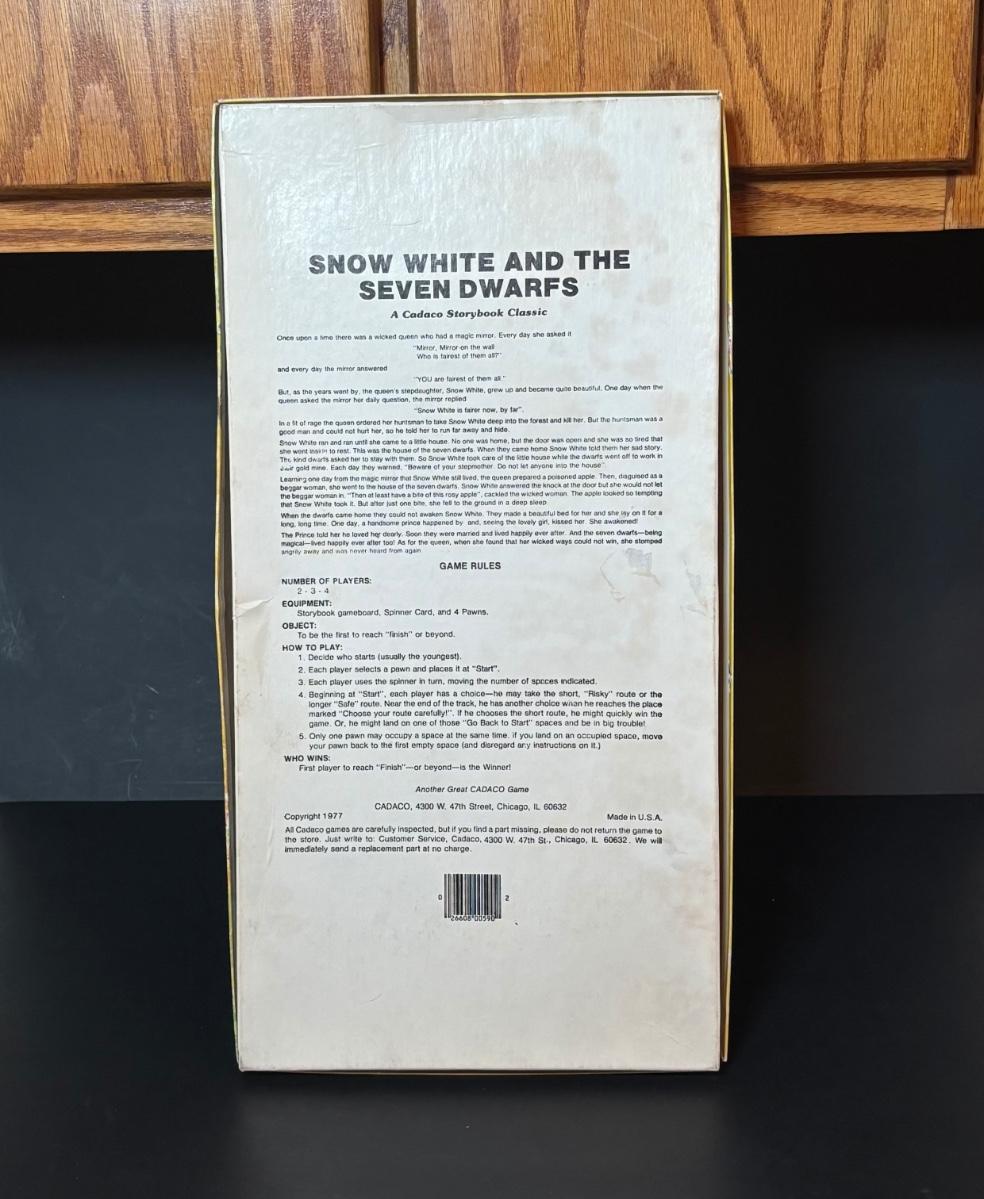 SNOW WHITE AND THE
SEVEN DWARFS
A Cadaco Storybook Classic
Once upon a time there was a wicked queen who had a magic mirror. Every day she asked it
"Mirror, Mirror on the wall
Who is fairest of them all?"
and every day the mirror answered
"YOU are fairest of them all."
But, as the years went by, the queen's stepdaughter, Snow White, grew up and became quite beautiful. One day when the
queen asked the mirror her daily question, the mirror replied
"Snow White is fairer now, by far".
In a fit of rage the queen ordered her huntsman to take Snow White deep into the forest and kill her. But the huntsman was a
good man and could not hurt her, so he told her to run far away and hide.
Snow White ran and ran until she came to a little house. No one was home, but the door was open and she was so tired that
she went inside to rest. This was the house of the seven dwarfs. When they came home Snow White told them her sad story.
The kind dwarfs asked her to stay with them. So Snow White took care of the little house while the dwarfs went off to work in
their gold mine. Each day they warned, "Beware of your stepmother. Do not let anyone into the house".
Learning one day from the magic mirror that Snow White still lived, the queen prepared a poisoned apple. Then, disguised as a
beggar woman, she went to the house of the seven dwarfs. Snow White answered the knock at the door but she would not let
the beggar woman in. "Then at least have a bite of this rosy apple", cackled the wicked woman. The apple looked so tempting
that Snow White took it. But after just one bite, she fell to the ground in a deep sleep.
When the dwarfs came home they could not awaken Snow White. They made a beautiful bed for her and she lay on it for a
long, long time. One day, a handsome prince happened by and, seeing the lovely girl, kissed her. She awakened!
The Prince told her he loved her dearly. Soon they were married and lived happily ever after. And the seven dwarfs—being
magical—lived happily ever after too! As for the queen, when she found that her wicked ways could not win, she stomped
angrily away and was never heard from again.
GAME RULES
NUMBER OF PLAYERS:
2 - 3 - 4
EQUIPMENT:
Storybook gameboard, Spinner Card, and 4 Pawns.
OBJECT:
To be the first to reach "finish" or beyond.
HOW TO PLAY:
1. Decide who starts (usually the youngest).
2. Each player selects a pawn and places it at "Start".
3. Each player uses the spinner in turn, moving the number of spaces indicated.
4. Beginning at "Start", each player has a choice—he may take the short, "Risky" route or the
longer "Safe" route. Near the end of the track, he has another choice when he reaches the place
marked "Choose your route carefully!". If he chooses the short route, he might quickly win the
game. Or, he might land on one of those "Go Back to Start" spaces and be in big trouble!
5. Only one pawn may occupy a space at the same time. If you land on an occupied space, move
your pawn back to the first empty space (and disregard any instructions on it.)
WHO WINS:
First player to reach "Finish"—or beyond—is the Winner!
Another Great CADACO Game
CADACO, 4300 W. 47th Street, Chicago, IL 60632
Copyright 1977 Made in U.S.A.
All Cadaco games are carefully inspected, but if you find a part missing, please do not return the game to
the store. Just write to: Customer Service, Cadaco, 4300 W. 47th St., Chicago, IL 60632. We will
immediately send a replacement part at no charge.
0 26608 00590 2